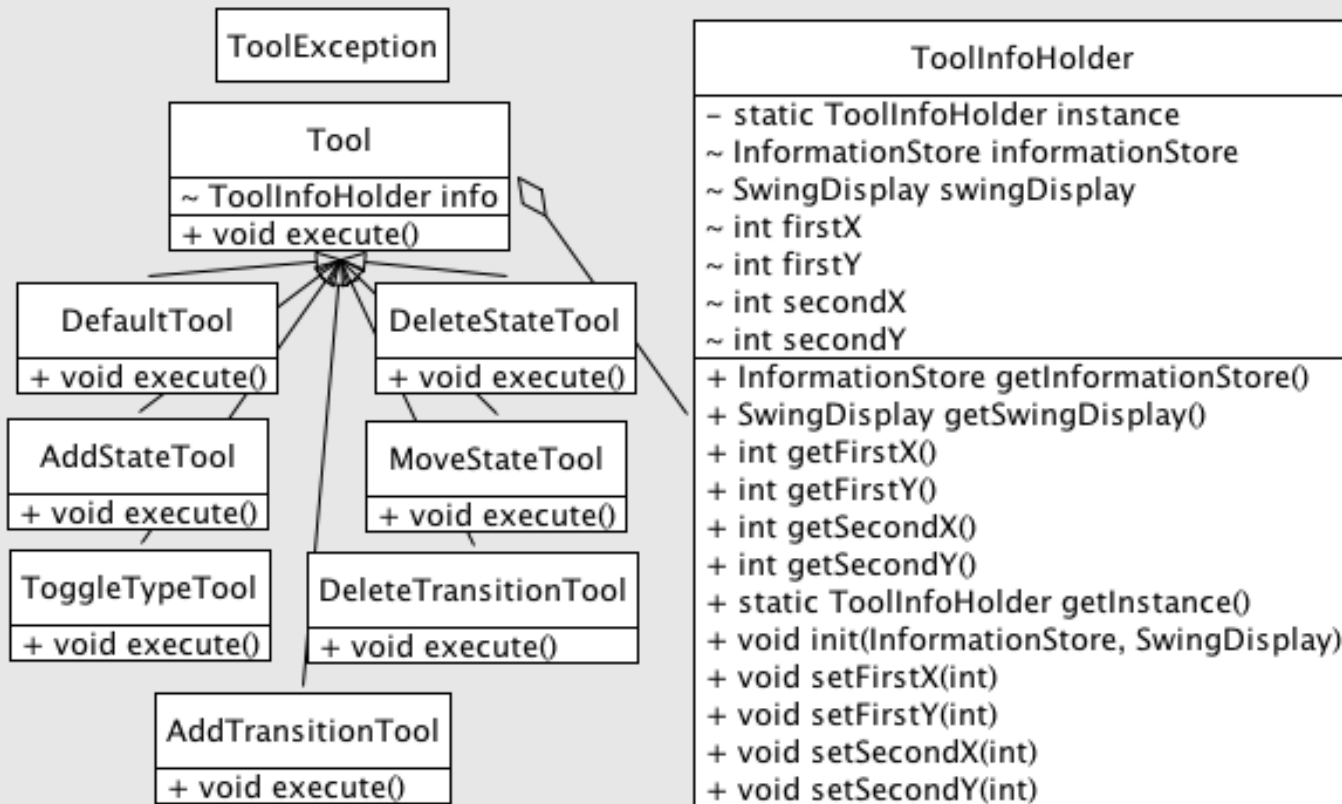 ToolException
Tool
~ ToolInfoHolder info
+ void execute()
DefaultTool
+ void execute()
DeleteStateTool
+ void execute()
AddStateTool
+ void execute()
MoveStateTool
+ void execute()
ToggleTypeTool
+ void execute()
DeleteTransitionTool
+ void execute()
AddTransitionTool
+ void execute()
ToolInfoHolder
– static ToolInfoHolder instance
~ InformationStore informationStore
~ SwingDisplay swingDisplay
~ int firstX
~ int firstY
~ int secondX
~ int secondY
+ InformationStore getInformationStore()
+ SwingDisplay getSwingDisplay()
+ int getFirstX()
+ int getFirstY()
+ int getSecondX()
+ int getSecondY()
+ static ToolInfoHolder getInstance()
+ void init(InformationStore, SwingDisplay)
+ void setFirstX(int)
+ void setFirstY(int)
+ void setSecondX(int)
+ void setSecondY(int)